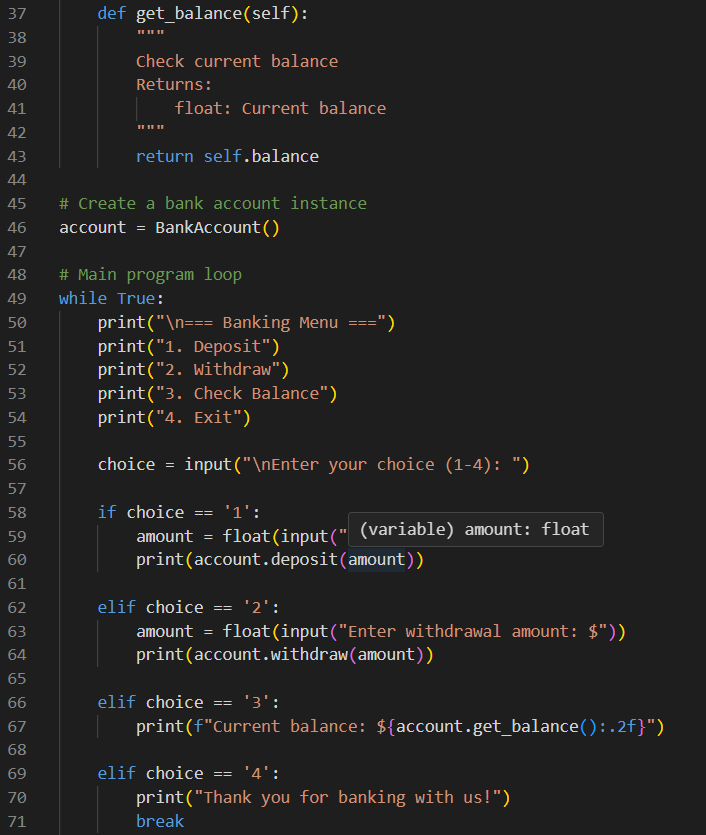 37    def get_balance(self):
38        """
39        Check current balance
40        Returns:
41            float: Current balance
42        """
43        return self.balance
44
45 # Create a bank account instance
46 account = BankAccount()
47
48 # Main program loop
49 while True:
50     print("\n=== Banking Menu ===")
51     print("1. Deposit")
52     print("2. Withdraw")
53     print("3. Check Balance")
54     print("4. Exit")
55
56     choice = input("\nEnter your choice (1-4): ")
57
58     if choice == '1':
59         amount = float(input(" (variable) amount: float
60         print(account.deposit(amount))
61
62     elif choice == '2':
63         amount = float(input("Enter withdrawal amount: $"))
64         print(account.withdraw(amount))
65
66     elif choice == '3':
67         print(f"Current balance: ${account.get_balance():.2f}")
68
69     elif choice == '4':
70         print("Thank you for banking with us!")
71         break